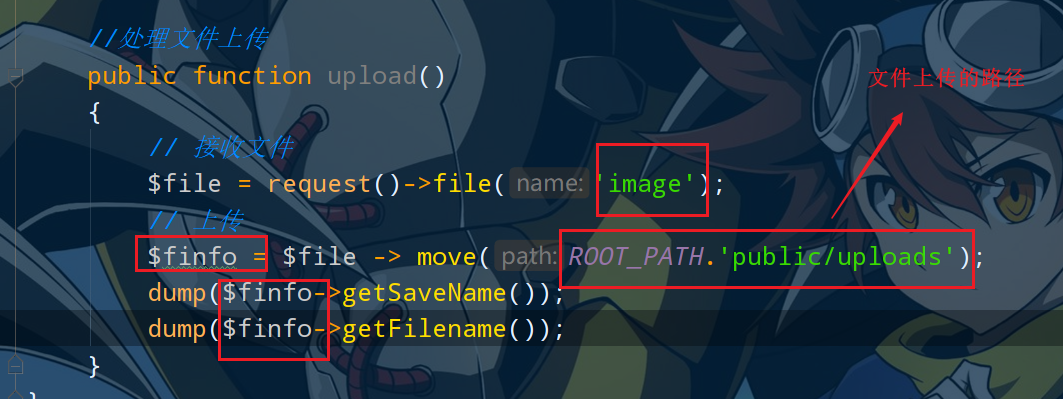 //处理文件上传
public function upload()
文件上传的路径
{
// 接收文件
$file = request()->file( name: 'image');
// 上传
$finfo = $file -> move( path: ROOT_PATH.'public/uploads');
dump($finfo->getSaveName());
dump($finfo->getFilename());
}
}